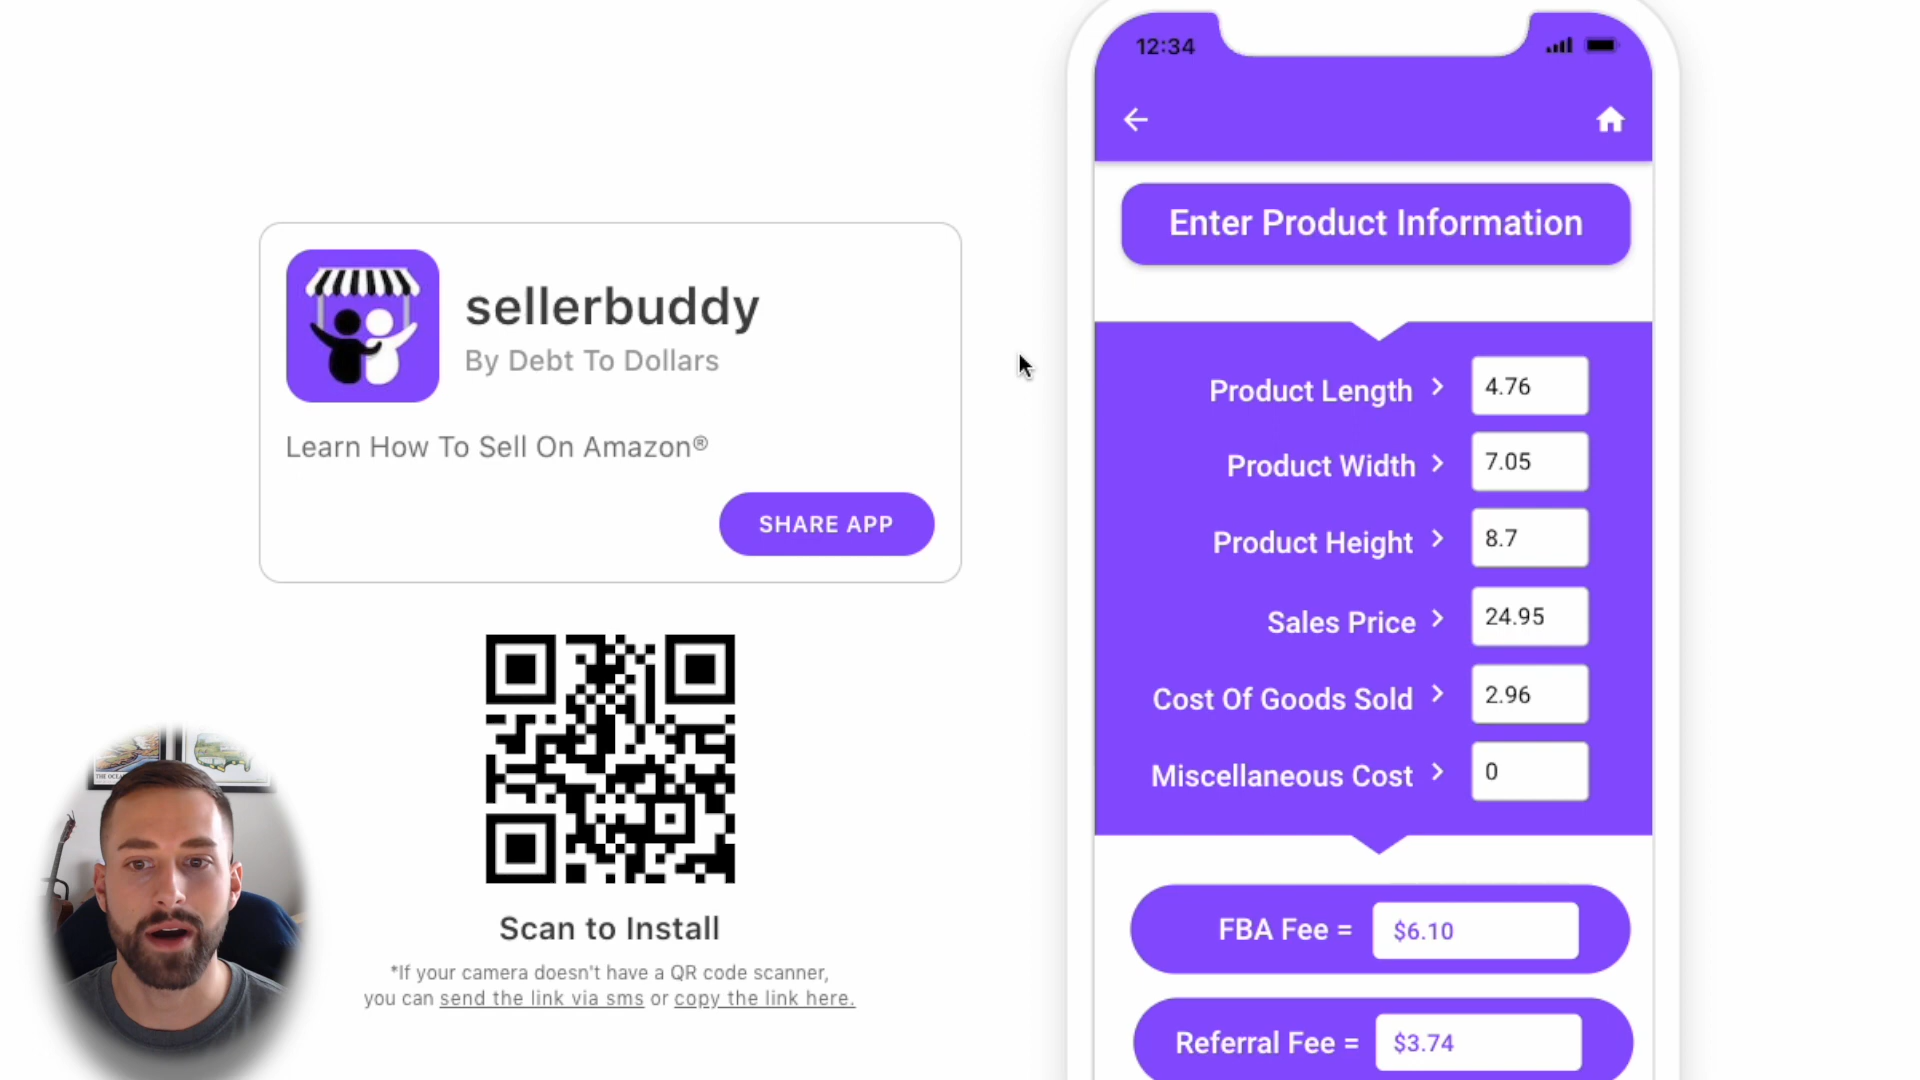 sellerbuddy
By Debt To Dollars
Learn How To Sell On Amazon®
SHARE APP
Scan to Install
*If your camera doesn't have a QR code scanner,
you can send the link via sms or copy the link here.
12:34
Enter Product Information
Product Length 4.76
Product Width 7.05
Product Height 8.7
Sales Price 24.95
Cost Of Goods Sold 2.96
Miscellaneous Cost 0
FBA Fee = $6.10
Referral Fee = $3.74